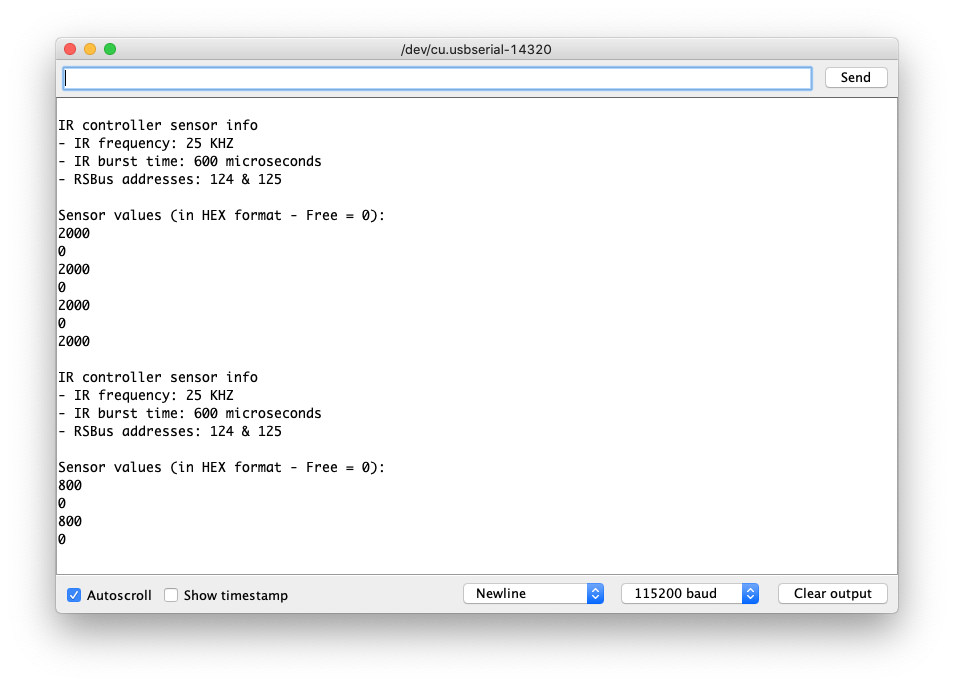 /dev/cu.usbserial-14320
Send
IR controller sensor info
- IR frequency: 25 KHZ
- IR burst time: 600 microseconds
- RSBus addresses: 124 & 125
Sensor values (in HEX format - Free = 0):
2000
0
2000
0
2000
0
2000
IR controller sensor info
- IR frequency: 25 KHZ
- IR burst time: 600 microseconds
- RSBus addresses: 124 & 125
Sensor values (in HEX format - Free = 0):
800
0
800
0
Autoscroll Show timestamp Newline 115200 baud Clear output